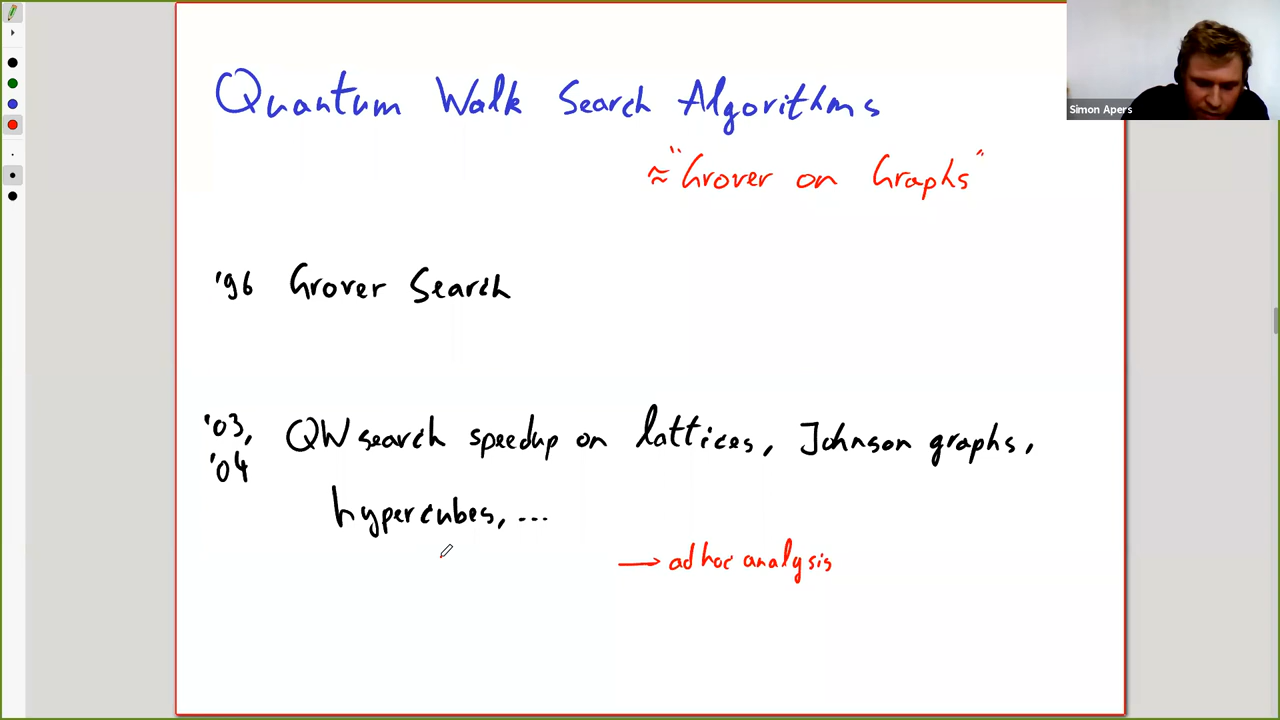 Quantum Walk Search Algorithms
≈ "Grover on Graphs"
'96 Grover Search
'03, '04 QW search speedup on lattices, Johnson graphs,
hypercubes, ...
→ ad hoc analysis
Simon Apers